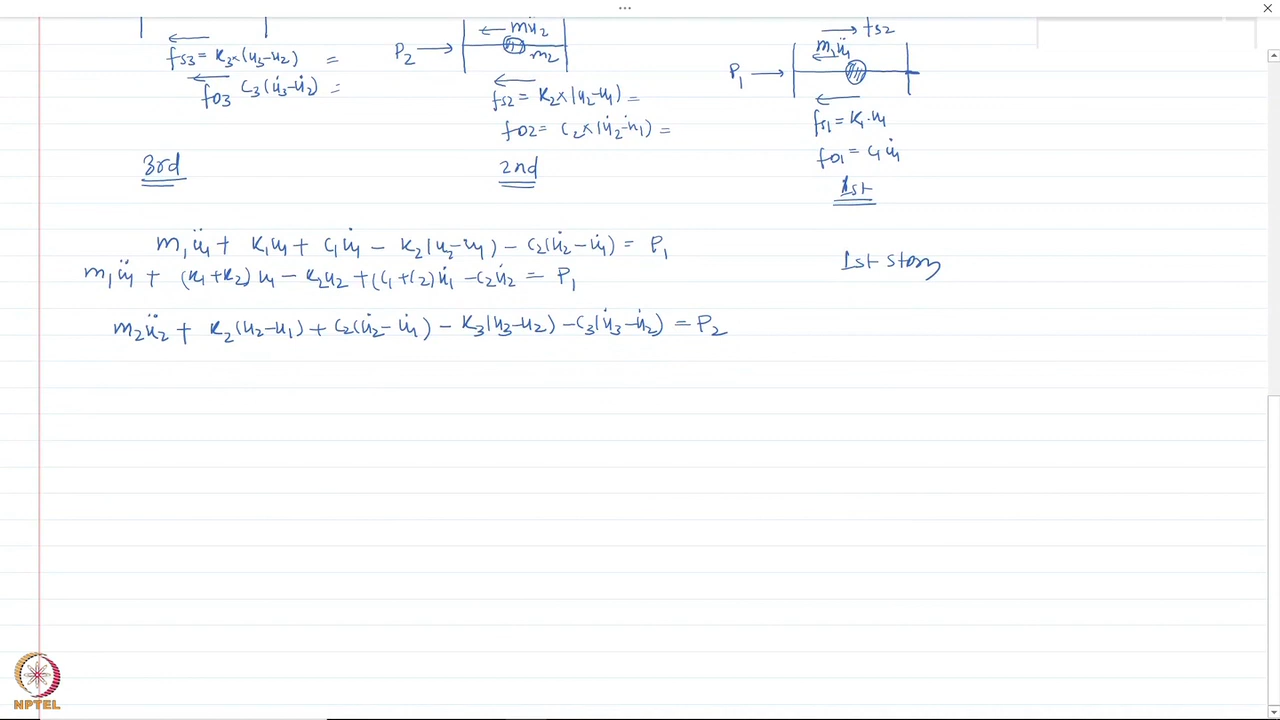 fs3 = K3×(u3−u2) =
fD3 C3(u̇3−u̇2) =
3rd
mü2
P2
m2
fs2 = K2×(u2−u1) =
fD2 = C2×(u̇2−u̇1) =
2nd
fs2
m1ü1
P1
fs1 = K1.u1
fD1 = C1u̇1
1st
m1ü1 + K1u1 + C1u̇1 − K2(u2−u1) − C2(u̇2−u̇1) = P1
1st story
m1ü1 + (K1+K2)u1 − K2u2 + (C1+C2)u̇1 − C2u̇2 = P1
m2ü2 + K2(u2−u1) + C2(u̇2−u̇1) − K3(u3−u2) − C3(u̇3−u̇2) = P2
NPTEL